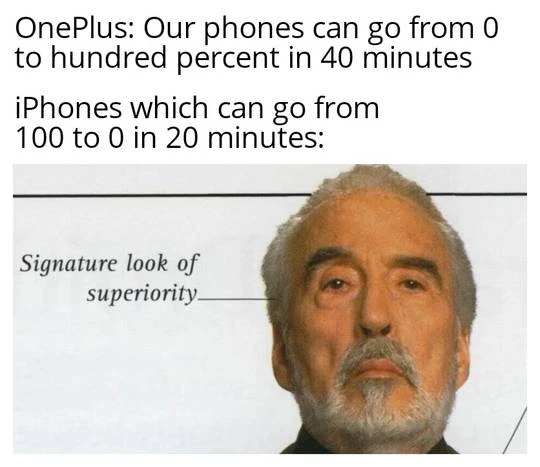 OnePlus: Our phones can go from 0
to hundred percent in 40 minutes
iPhones which can go from
100 to 0 in 20 minutes:
Signature look of
superiority